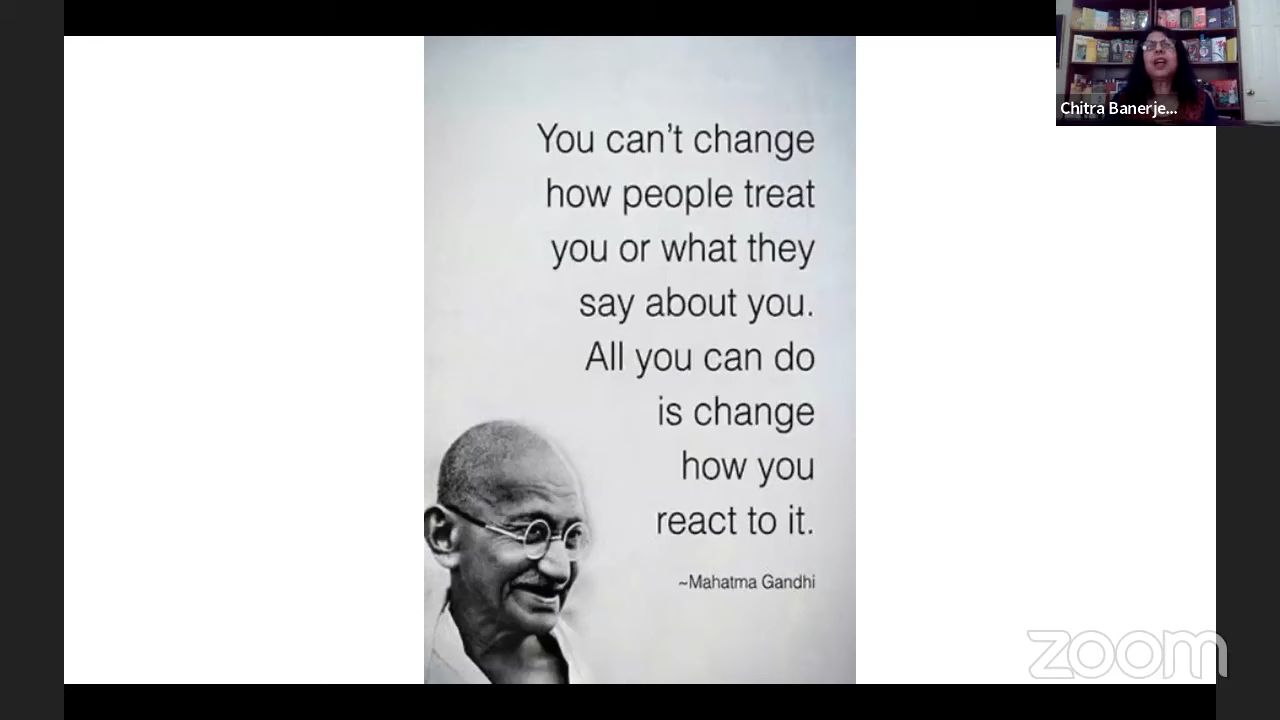 You can't change
how people treat
you or what they
say about you.
All you can do
is change
how you
react to it.
~Mahatma Gandhi
Chitra Banerje...
zoom